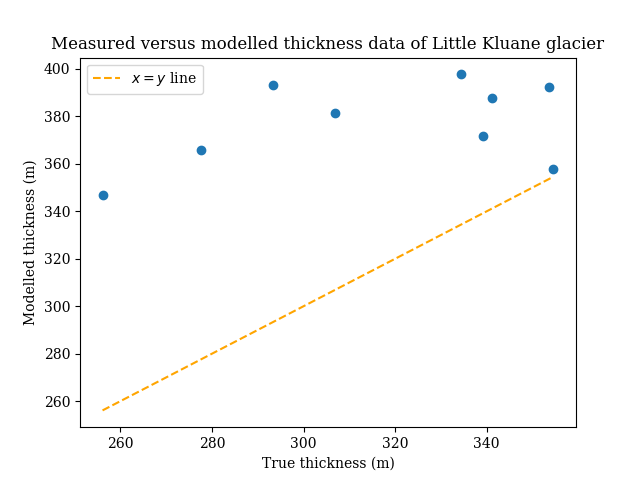 Measured versus modelled thickness data of Little Kluane glacier
x = y line
Modelled thickness (m)
400
380
360
340
320
300
280
260
260 280 300 320 340
True thickness (m)